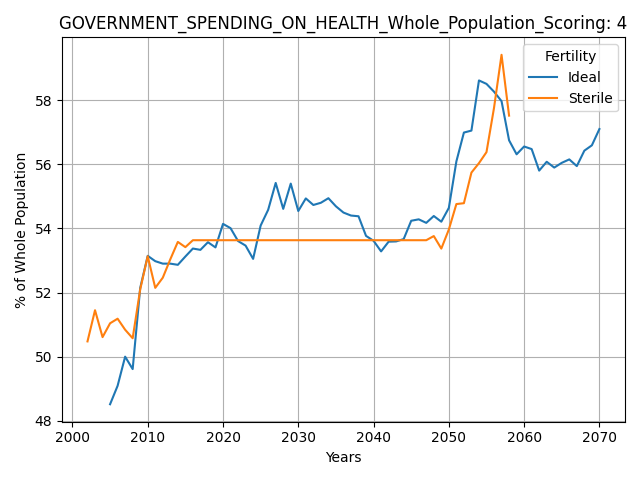 GOVERNMENT_SPENDING_ON_HEALTH_Whole_Population_Scoring: 4
Fertility
Ideal
Sterile
% of Whole Population
58
56
54
52
50
48
2000 2010 2020 2030 2040 2050 2060 2070
Years